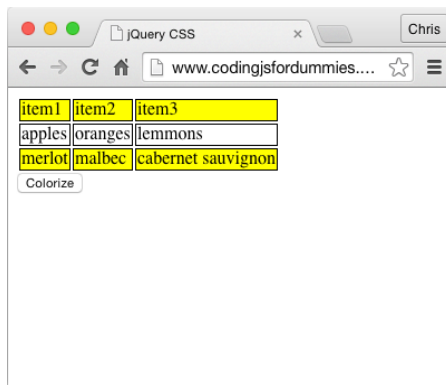 jQuery CSS
Chris
www.codingjsfordummies....
item1 item2 item3
apples oranges lemmons
merlot malbec cabernet sauvignon
Colorize